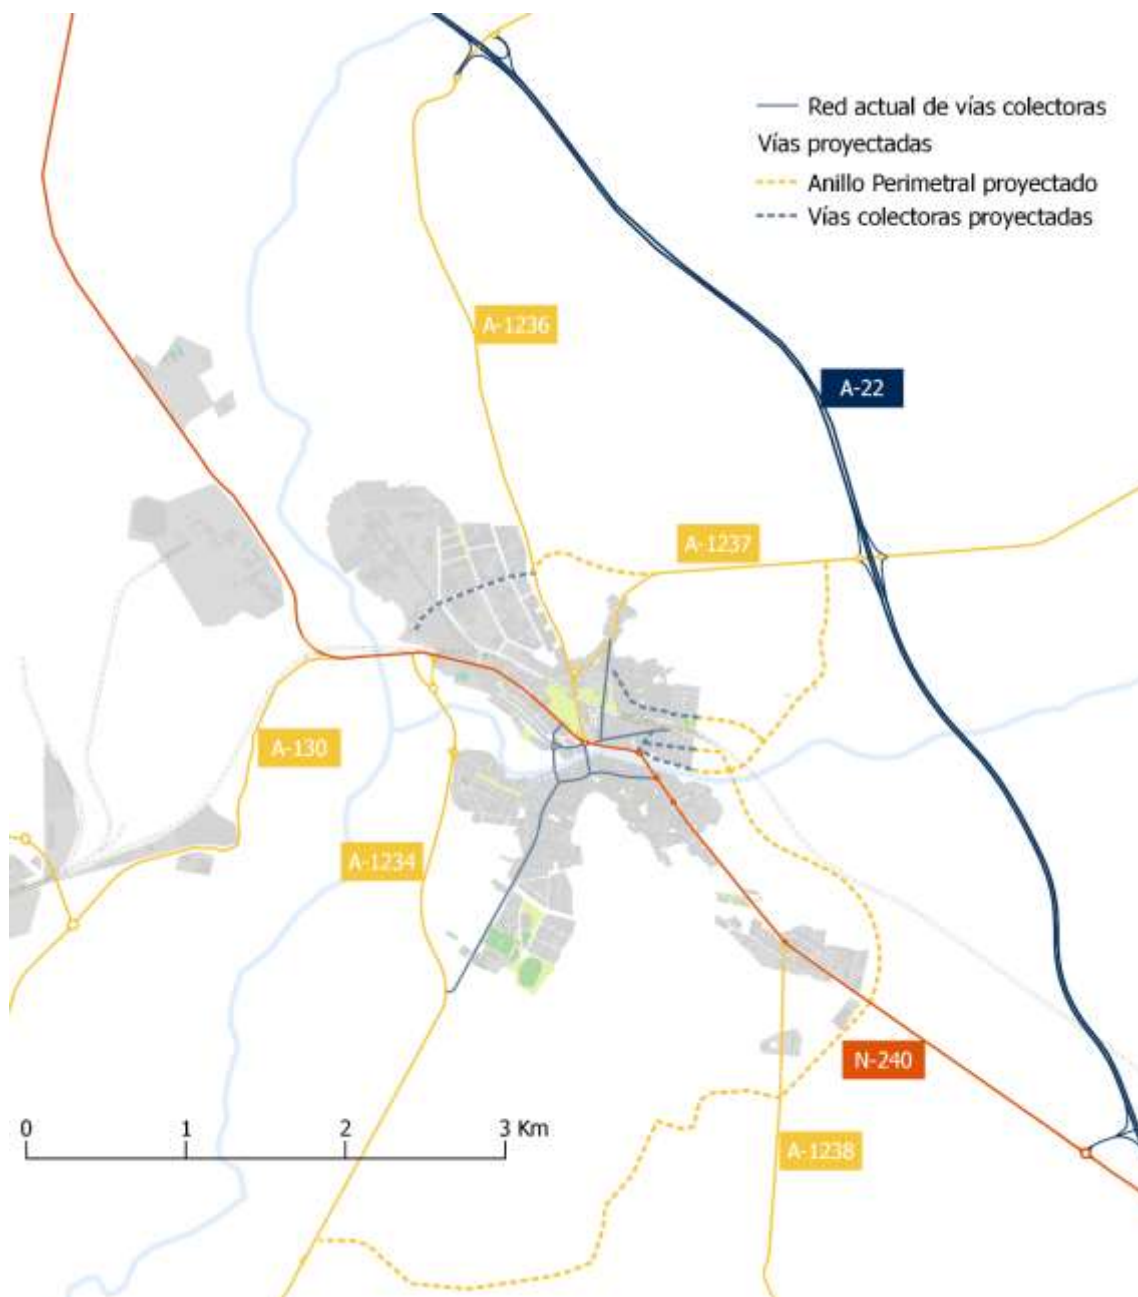 Red actual de vías colectoras
Vías proyectadas
Anillo Perimetral proyectado
Vías colectoras proyectadas
A-1236
A-22
A-1237
A-130
A-1234
N-240
0 1 2 3 Km
A-1238